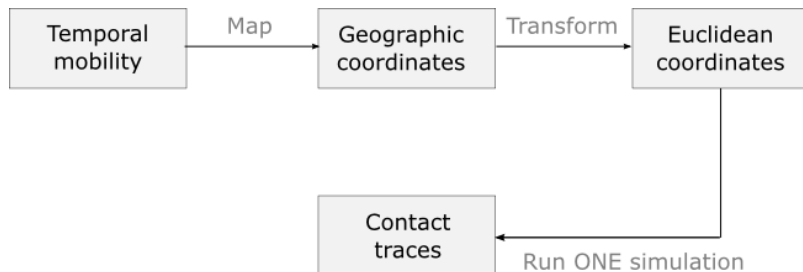 Temporal
mobility
Map
Geographic
coordinates
Transform
Euclidean
coordinates
Contact
traces
Run ONE simulation